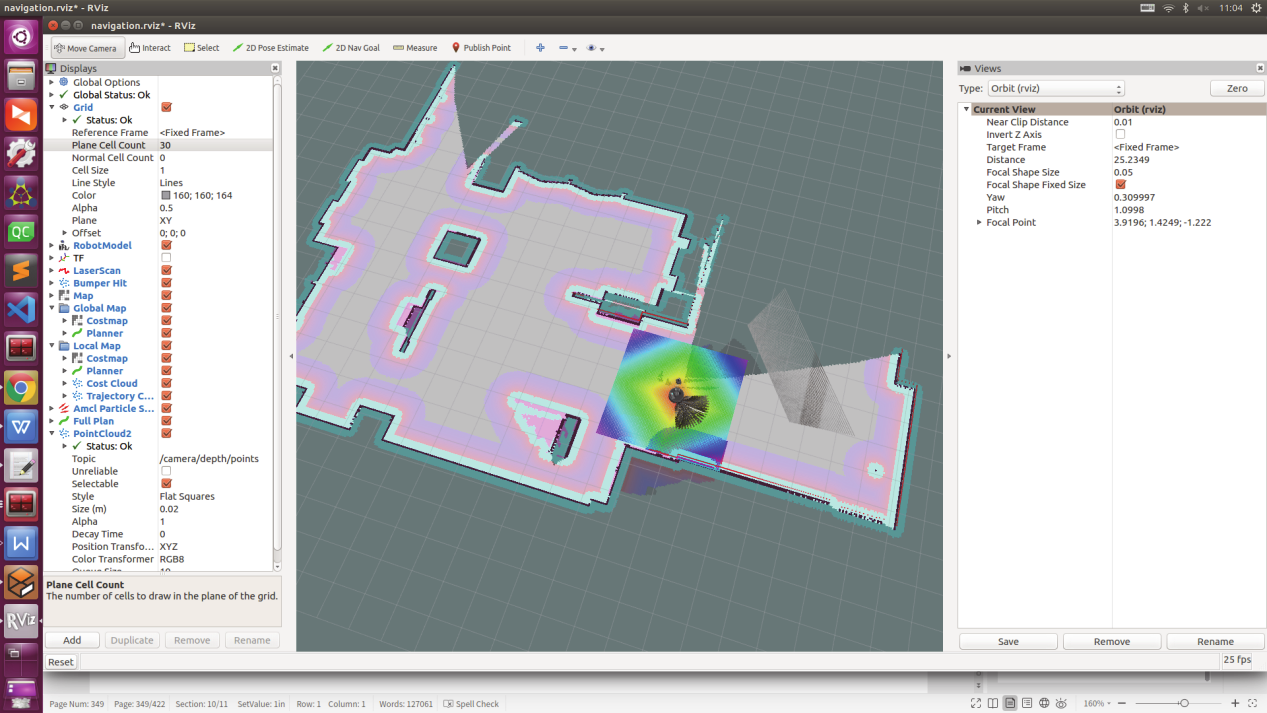 navigation.rviz* - RViz
11:04
navigation.rviz* - RViz
Move Camera Interact Select 2D Pose Estimate 2D Nav Goal Measure Publish Point
Displays
Global Options
Global Status: Ok
Grid
Status: Ok
Reference Frame <Fixed Frame>
Plane Cell Count 30
Normal Cell Count 0
Cell Size 1
Line Style Lines
Color 160; 160; 164
Alpha 0.5
Plane XY
Offset 0; 0; 0
RobotModel
TF
LaserScan
Bumper Hit
Map
Global Map
Costmap
Planner
Local Map
Costmap
Planner
Cost Cloud
Trajectory C...
Amcl Particle S...
Full Plan
PointCloud2
Status: Ok
Topic /camera/depth/points
Unreliable
Selectable
Style Flat Squares
Size (m) 0.02
Alpha 1
Decay Time 0
Position Transfo... XYZ
Color Transformer RGB8
Queue Size 10
Plane Cell Count
The number of cells to draw in the plane of the grid.
Add Duplicate Remove Rename
Reset
Views
Type: Orbit (rviz) Zero
Current View Orbit (rviz)
Near Clip Distance 0.01
Invert Z Axis
Target Frame <Fixed Frame>
Distance 25.2349
Focal Shape Size 0.05
Focal Shape Fixed Size
Yaw 0.309997
Pitch 1.0998
Focal Point 3.9196; 1.4249; -1.222
Save Remove Rename
25 fps
QC
W
W
RViz
Page Num: 349 Page: 349/422 Section: 10/11 SetValue: 1in Row: 1 Column: 1 Words: 127061 Spell Check
160%